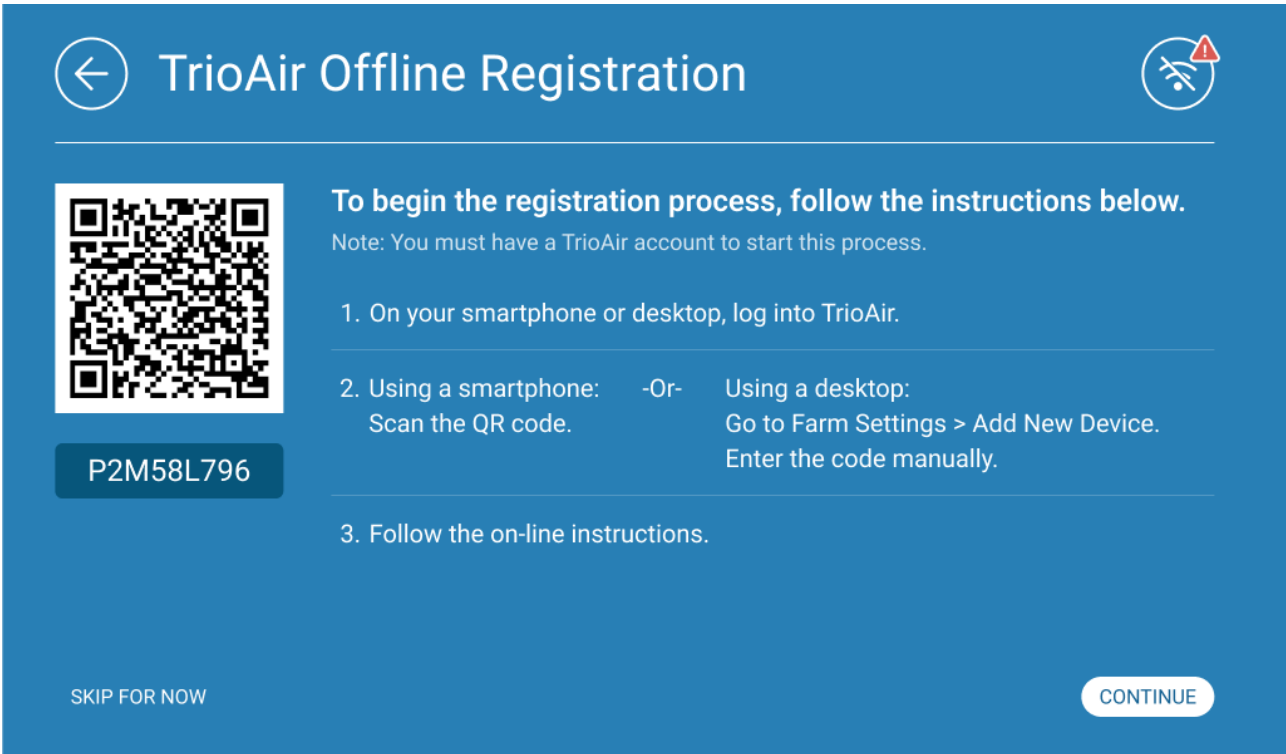 TrioAir Offline Registration
To begin the registration process, follow the instructions below.
Note: You must have a TrioAir account to start this process.
1. On your smartphone or desktop, log into TrioAir.
2. Using a smartphone:
Scan the QR code.
-Or-
Using a desktop:
Go to Farm Settings > Add New Device.
Enter the code manually.
3. Follow the on-line instructions.
P2M58L796
SKIP FOR NOW
CONTINUE